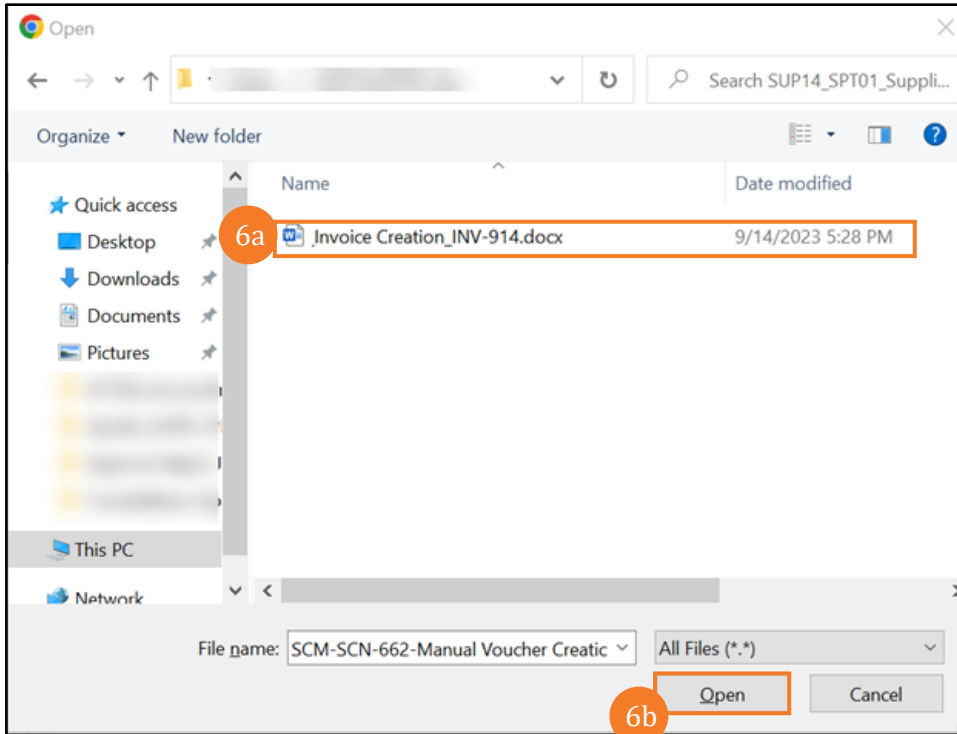 Open
Search SUP14_SPT01_Suppli...
Organize New folder
Name Date modified
Quick access
6a _Invoice Creation_INV-914.docx 9/14/2023 5:28 PM
Desktop
Downloads
Documents
Pictures
This PC
Network
File name: SCM-SCN-662-Manual Voucher Creatic All Files (*.*)
Open Cancel
6b